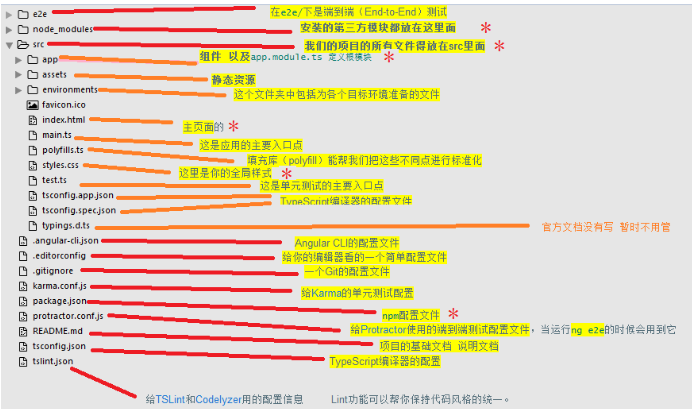 e2e 在e2e/下是端到端（End-to-End）测试
node_modules 安装的第三方模块都放在这里面 *
src 我们的项目的所有文件得放在src里面 *
app 组件 以及app.module.ts 定义根模块 *
assets 静态资源
environments 这个文件夹中包括为各个目标环境准备的文件
favicon.ico
index.html 主页面的 *
main.ts 这是应用的主要入口点
polyfills.ts 填充库（polyfill）能帮我们把这些不同点进行标准化
styles.css 这里是你的全局样式 *
test.ts 这是单元测试的主要入口点
tsconfig.app.json TypeScript编译器的配置文件
tsconfig.spec.json
typings.d.ts 官方文档没有写 暂时不用管
.angular-cli.json Angular CLI的配置文件
.editorconfig 给你的编辑器看的一个简单配置文件
.gitignore 一个Git的配置文件
karma.conf.js 给Karma的单元测试配置
package.json npm配置文件 *
protractor.conf.js 给Protractor使用的端到端测试配置文件，当运行ng e2e的时候会用到它
README.md 项目的基础文档 说明文档
tsconfig.json TypeScript编译器的配置
tslint.json
给TSLint和Codelyzer用的配置信息 Lint功能可以帮你保持代码风格的统一。